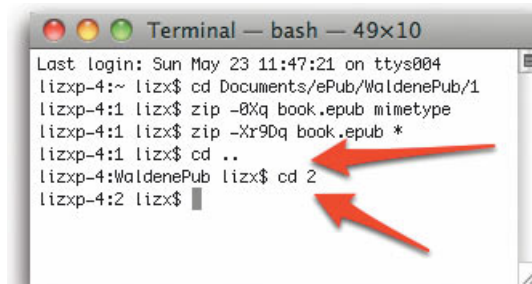 Terminal — bash — 49×10
Last login: Sun May 23 11:47:21 on ttys004
lizxp-4:~ lizx$ cd Documents/ePub/WaldenePub/1
lizxp-4:1 lizx$ zip -0Xq book.epub mimetype
lizxp-4:1 lizx$ zip -Xr9Dq book.epub *
lizxp-4:1 lizx$ cd ..
lizxp-4:WaldenePub lizx$ cd 2
lizxp-4:2 lizx$